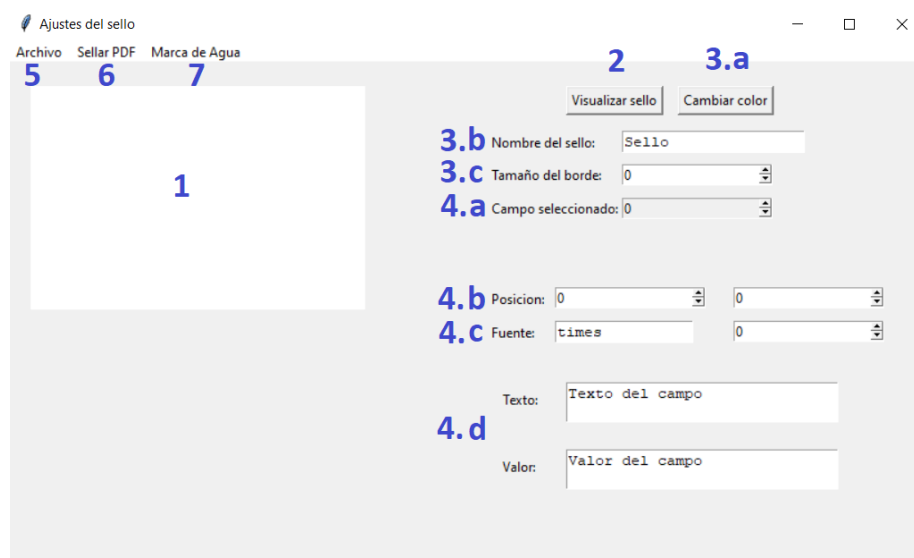 Ajustes del sello
Archivo Sellar PDF Marca de Agua
5 6 7 2 3.a
Visualizar sello Cambiar color
3.b Nombre del sello: Sello
3.c Tamaño del borde: 0
1
4.a Campo seleccionado: 0
4.b Posicion: 0 0
4.c Fuente: times 0
Texto: Texto del campo
4.d
Valor: Valor del campo